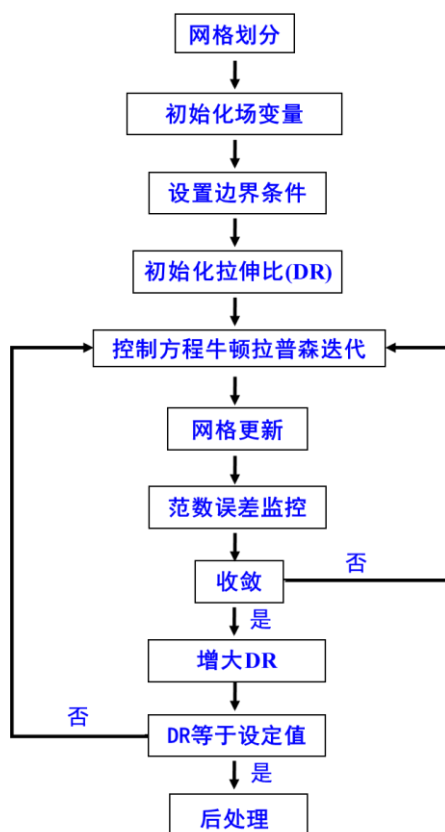 网格划分
初始化场变量
设置边界条件
初始化拉伸比(DR)
控制方程牛顿拉普森迭代
网格更新
范数误差监控
收敛
否
是
增大DR
否
DR等于设定值
是
后处理